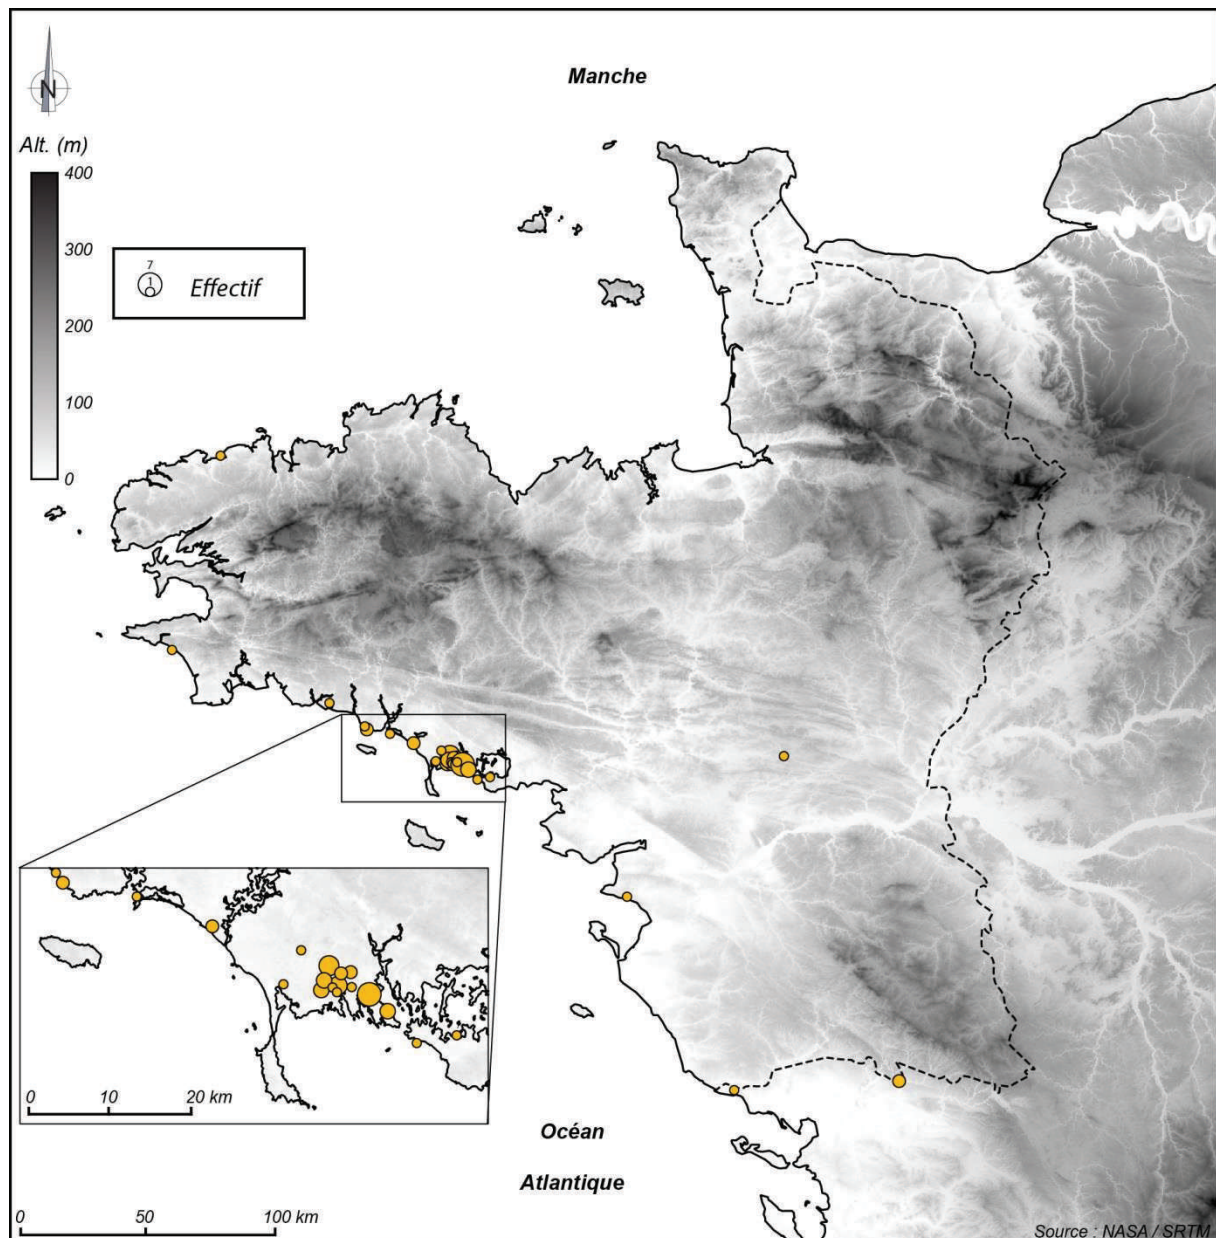 Manche
N
Alt. (m)
400
300
200
100
0
7
1
Effectif
0 10 20 km
Océan
Atlantique
0 50 100 km
Source : NASA / SRTM